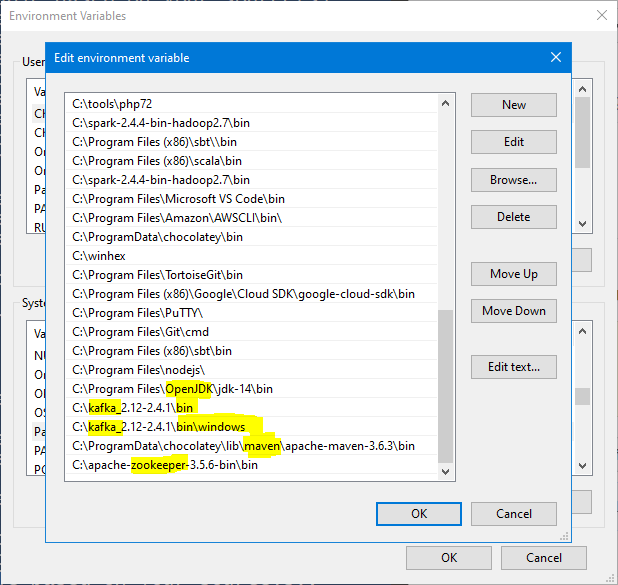 Environment Variables
User
Edit environment variable
Va
CH
CH
On
On
Pa
PA
RU
C:\tools\php72
C:\spark-2.4.4-bin-hadoop2.7\bin
C:\Program Files (x86)\sbt\\bin
C:\Program Files (x86)\scala\bin
C:\spark-2.4.4-bin-hadoop2.7\bin
C:\Program Files\Microsoft VS Code\bin
C:\Program Files\Amazon\AWSCLI\bin\
C:\ProgramData\chocolatey\bin
C:\winhex
C:\Program Files\TortoiseGit\bin
C:\Program Files (x86)\Google\Cloud SDK\google-cloud-sdk\bin
C:\Program Files\PuTTY\
C:\Program Files\Git\cmd
C:\Program Files (x86)\sbt\bin
C:\Program Files\nodejs\
C:\Program Files\OpenJDK\jdk-14\bin
C:\kafka_2.12-2.4.1\bin
C:\kafka_2.12-2.4.1\bin\windows
C:\ProgramData\chocolatey\lib\maven\apache-maven-3.6.3\bin
C:\apache-zookeeper-3.5.6-bin\bin
New
Edit
Browse...
Delete
Move Up
Move Down
Edit text...
Syste
Va
NU
On
OS
Pa
PA
PC
OK
Cancel
OK
Cancel